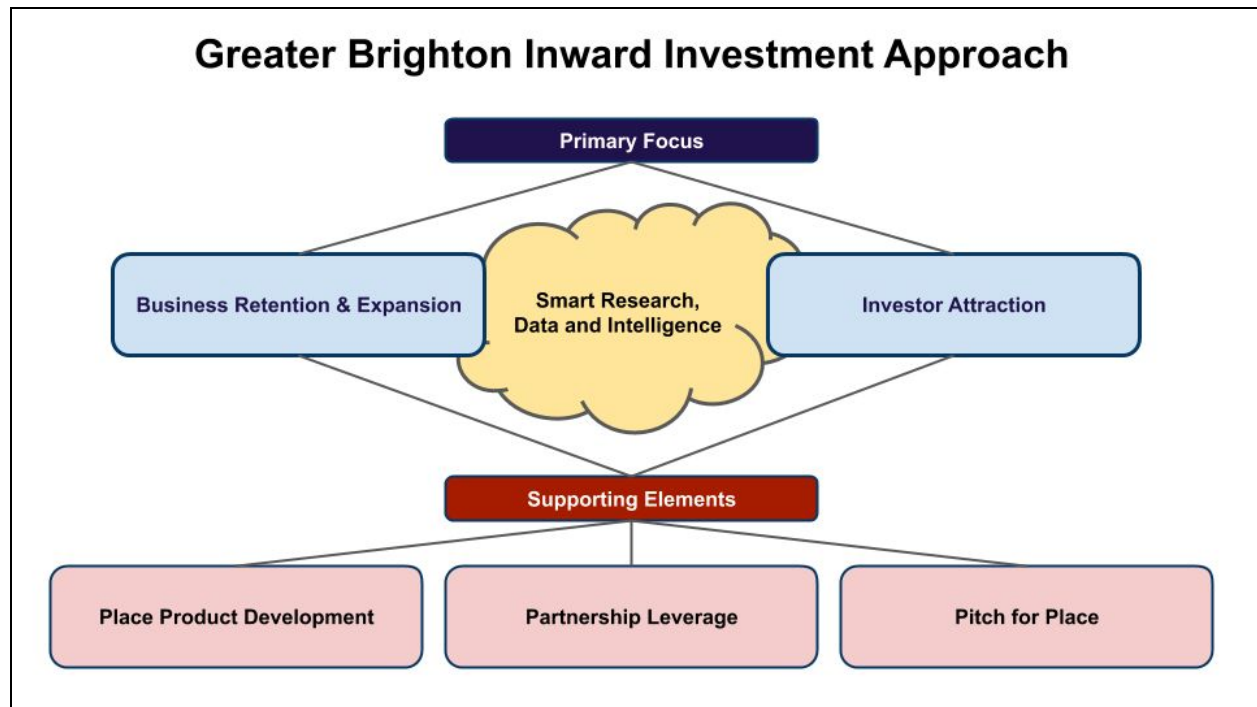 Greater Brighton Inward Investment Approach
Primary Focus
Business Retention & Expansion
Smart Research,
Data and Intelligence
Investor Attraction
Supporting Elements
Place Product Development
Partnership Leverage
Pitch for Place